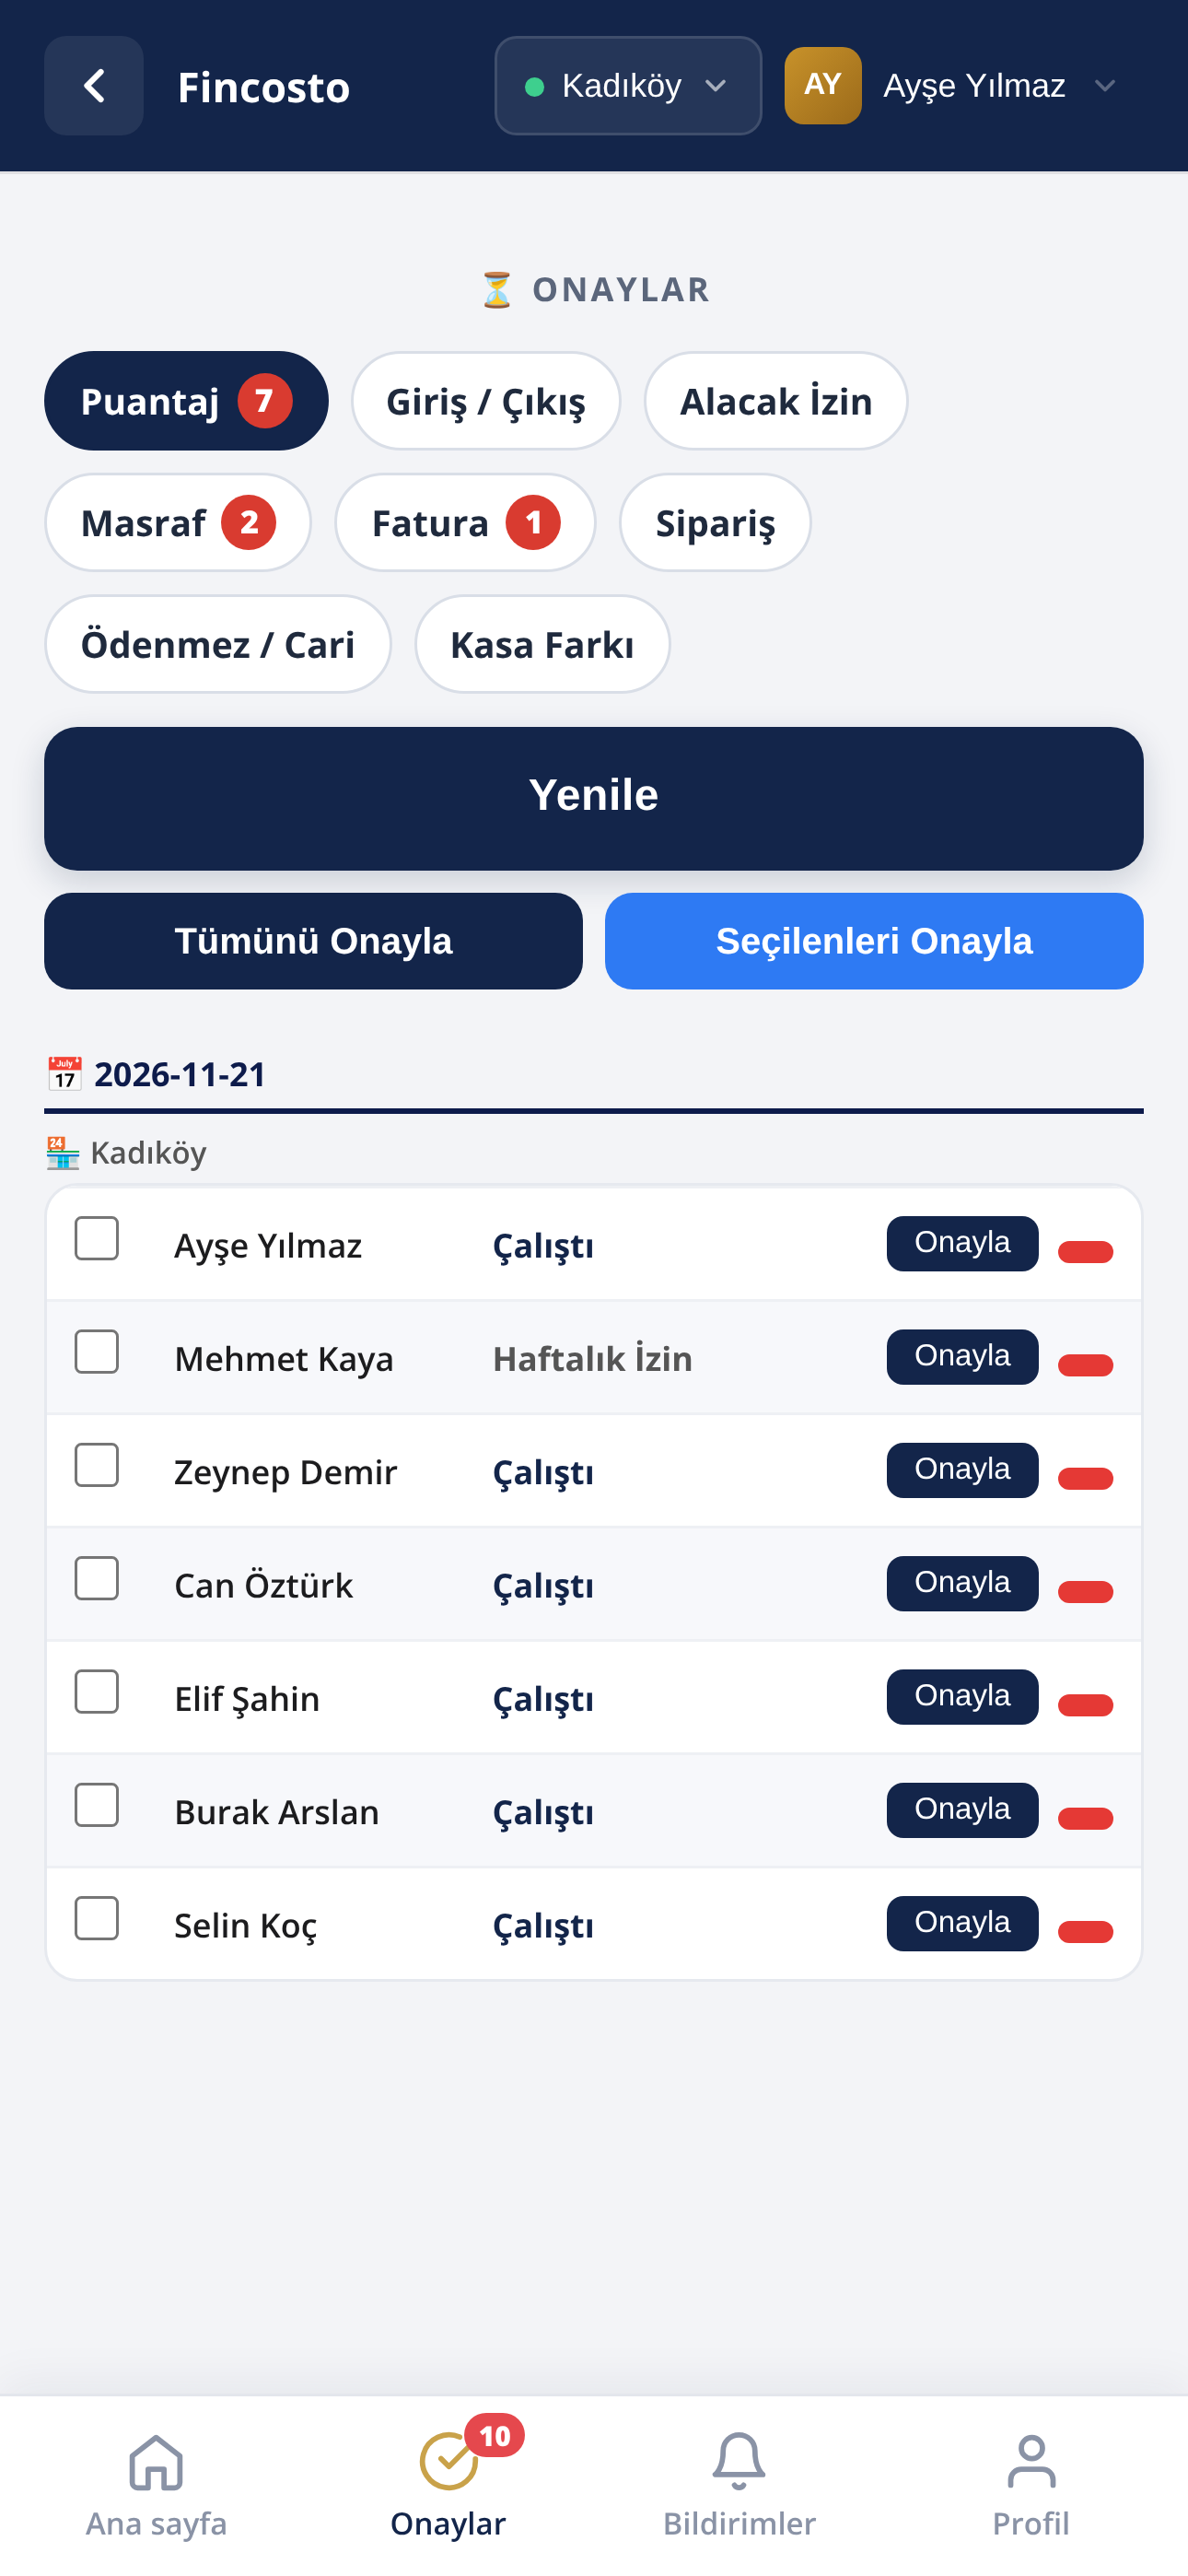 Fincosto Kadıköy AY Ayşe Yılmaz
⏳ ONAYLAR
Puantaj 7 Giriş / Çıkış Alacak İzin
Masraf 2 Fatura 1 Sipariş
Ödenmez / Cari Kasa Farkı
Yenile
Tümünü Onayla Seçilenleri Onayla
📅 2026-11-21
🏪 Kadıköy
Ayşe Yılmaz Çalıştı Onayla
Mehmet Kaya Haftalık İzin Onayla
Zeynep Demir Çalıştı Onayla
Can Öztürk Çalıştı Onayla
Elif Şahin Çalıştı Onayla
Burak Arslan Çalıştı Onayla
Selin Koç Çalıştı Onayla
10
Ana sayfa Onaylar Bildirimler Profil